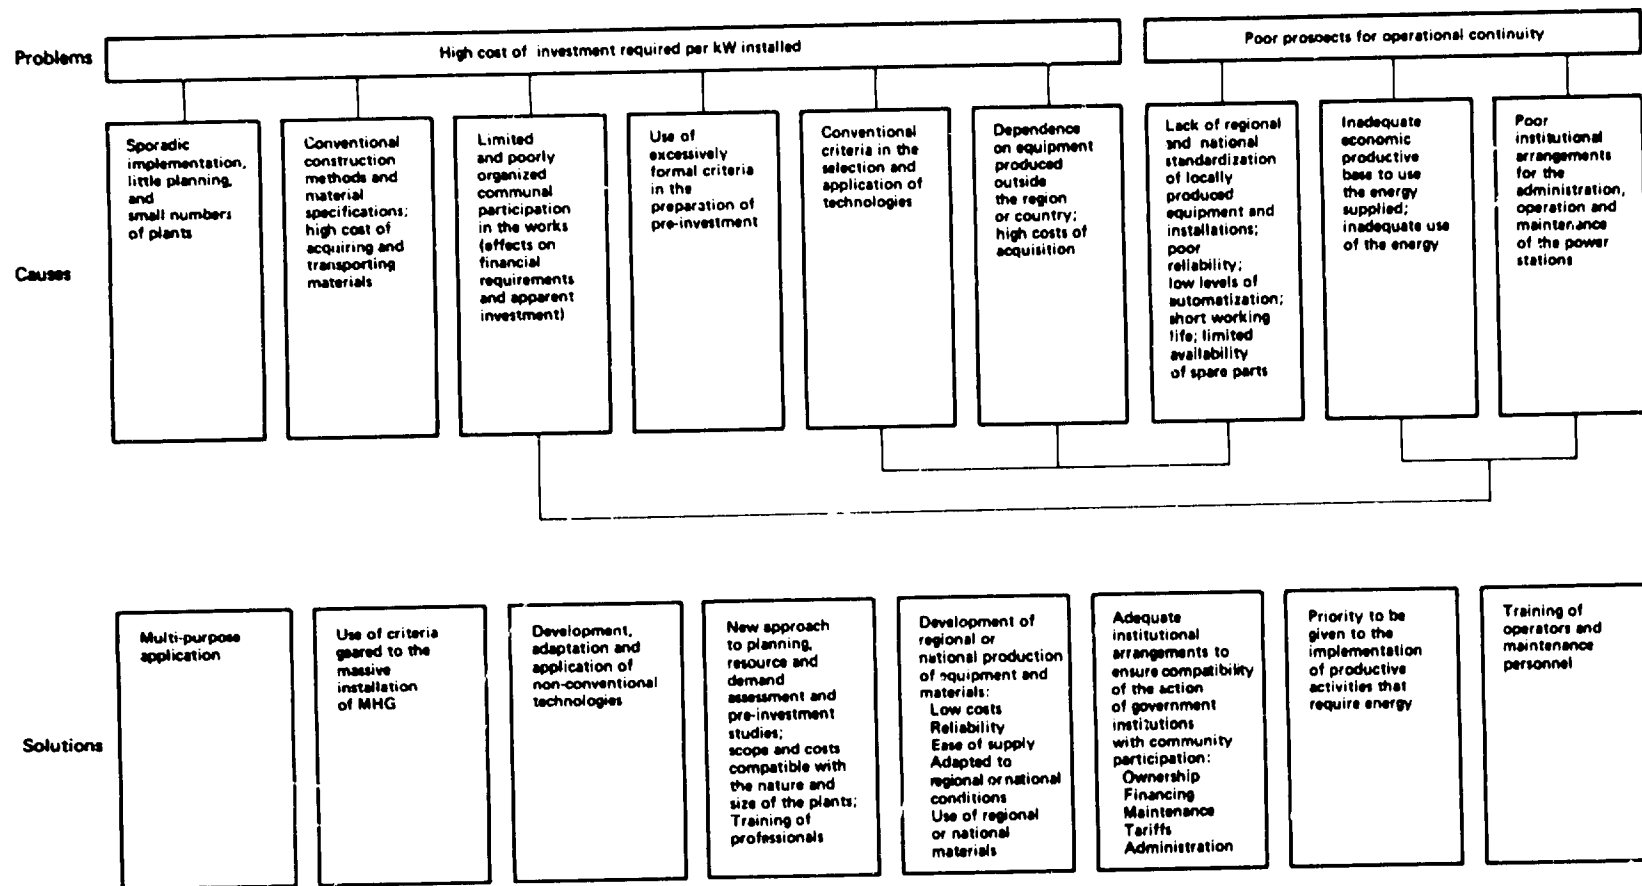 Problems
High cost of investment required per kW installed
Poor prospects for operational continuity
Causes
Sporadic
implementation,
little planning,
and
small numbers
of plants
Conventional
construction
methods and
material
specifications;
high cost of
acquiring and
transporting
materials
Limited
and poorly
organized
communal
participation
in the works
(effects on
financial
requirements
and apparent
investment)
Use of
excessively
formal criteria
in the
preparation of
pre-investment
Conventional
criteria in the
selection and
application of
technologies
Dependence
on equipment
produced
outside
the region
or country;
high costs of
acquisition
Lack of regional
and national
standardization
of locally
produced
equipment and
installations;
poor
reliability;
low levels of
automatization;
short working
life; limited
availability
of spare parts
Inadequate
economic
productive
base to use
the energy
supplied;
inadequate use
of the energy
Poor
institutional
arrangements
for the
administration,
operation and
maintenance
of the power
stations
Solutions
Multi-purpose
application
Use of criteria
geared to the
massive
installation
of MHG
Development,
adaptation and
application of
non-conventional
technologies
New approach
to planning,
resource and
demand
assessment and
pre-investment
studies;
scope and costs
compatible with
the nature and
size of the plants;
Training of
professionals
Development of
regional or
national production
of equipment and
materials:
Low costs
Reliability
Ease of supply
Adapted to
regional or national
conditions
Use of regional
or national
materials
Adequate
institutional
arrangements to
ensure compatibility
of the action
of government
institutions
with community
participation:
Ownership
Financing
Maintenance
Tariffs
Administration
Priority to be
given to the
implementation
of productive
activities that
require energy
Training of
operators and
maintenance
personnel